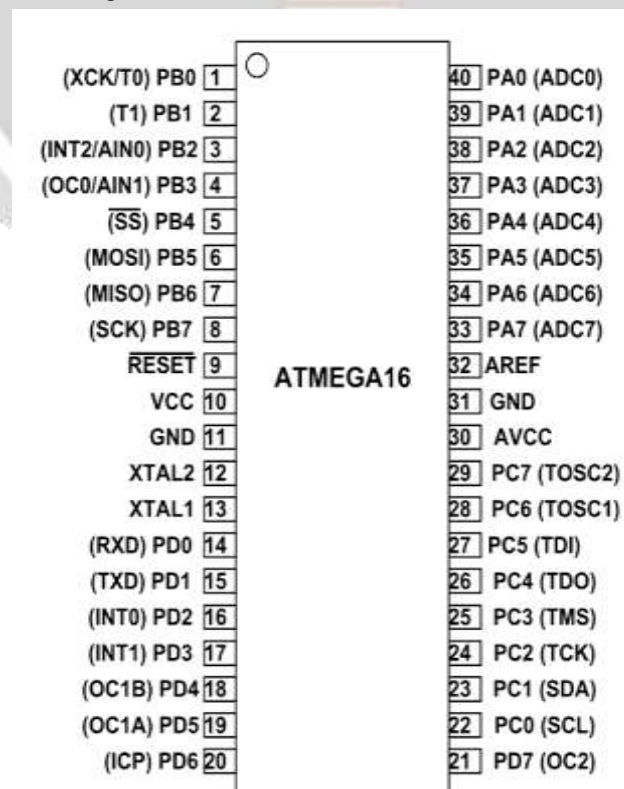 (XCK/T0) PB0 1
(T1) PB1 2
(INT2/AIN0) PB2 3
(OC0/AIN1) PB3 4
(SS) PB4 5
(MOSI) PB5 6
(MISO) PB6 7
(SCK) PB7 8
RESET 9
VCC 10
GND 11
XTAL2 12
XTAL1 13
(RXD) PD0 14
(TXD) PD1 15
(INT0) PD2 16
(INT1) PD3 17
(OC1B) PD4 18
(OC1A) PD5 19
(ICP) PD6 20
ATMEGA16
40 PA0 (ADC0)
39 PA1 (ADC1)
38 PA2 (ADC2)
37 PA3 (ADC3)
36 PA4 (ADC4)
35 PA5 (ADC5)
34 PA6 (ADC6)
33 PA7 (ADC7)
32 AREF
31 GND
30 AVCC
29 PC7 (TOSC2)
28 PC6 (TOSC1)
27 PC5 (TDI)
26 PC4 (TDO)
25 PC3 (TMS)
24 PC2 (TCK)
23 PC1 (SDA)
22 PC0 (SCL)
21 PD7 (OC2)